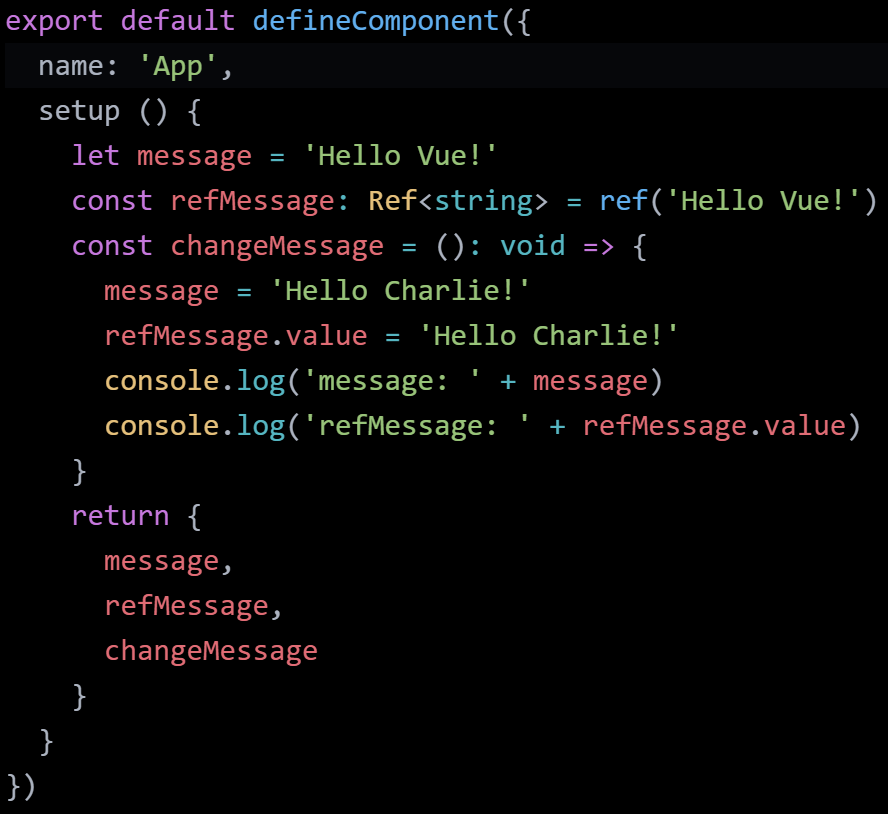 export default defineComponent({
  name: 'App',
  setup () {
    let message = 'Hello Vue!'
    const refMessage: Ref<string> = ref('Hello Vue!')
    const changeMessage = (): void => {
      message = 'Hello Charlie!'
      refMessage.value = 'Hello Charlie!'
      console.log('message: ' + message)
      console.log('refMessage: ' + refMessage.value)
    }
    return {
      message,
      refMessage,
      changeMessage
    }
  }
})